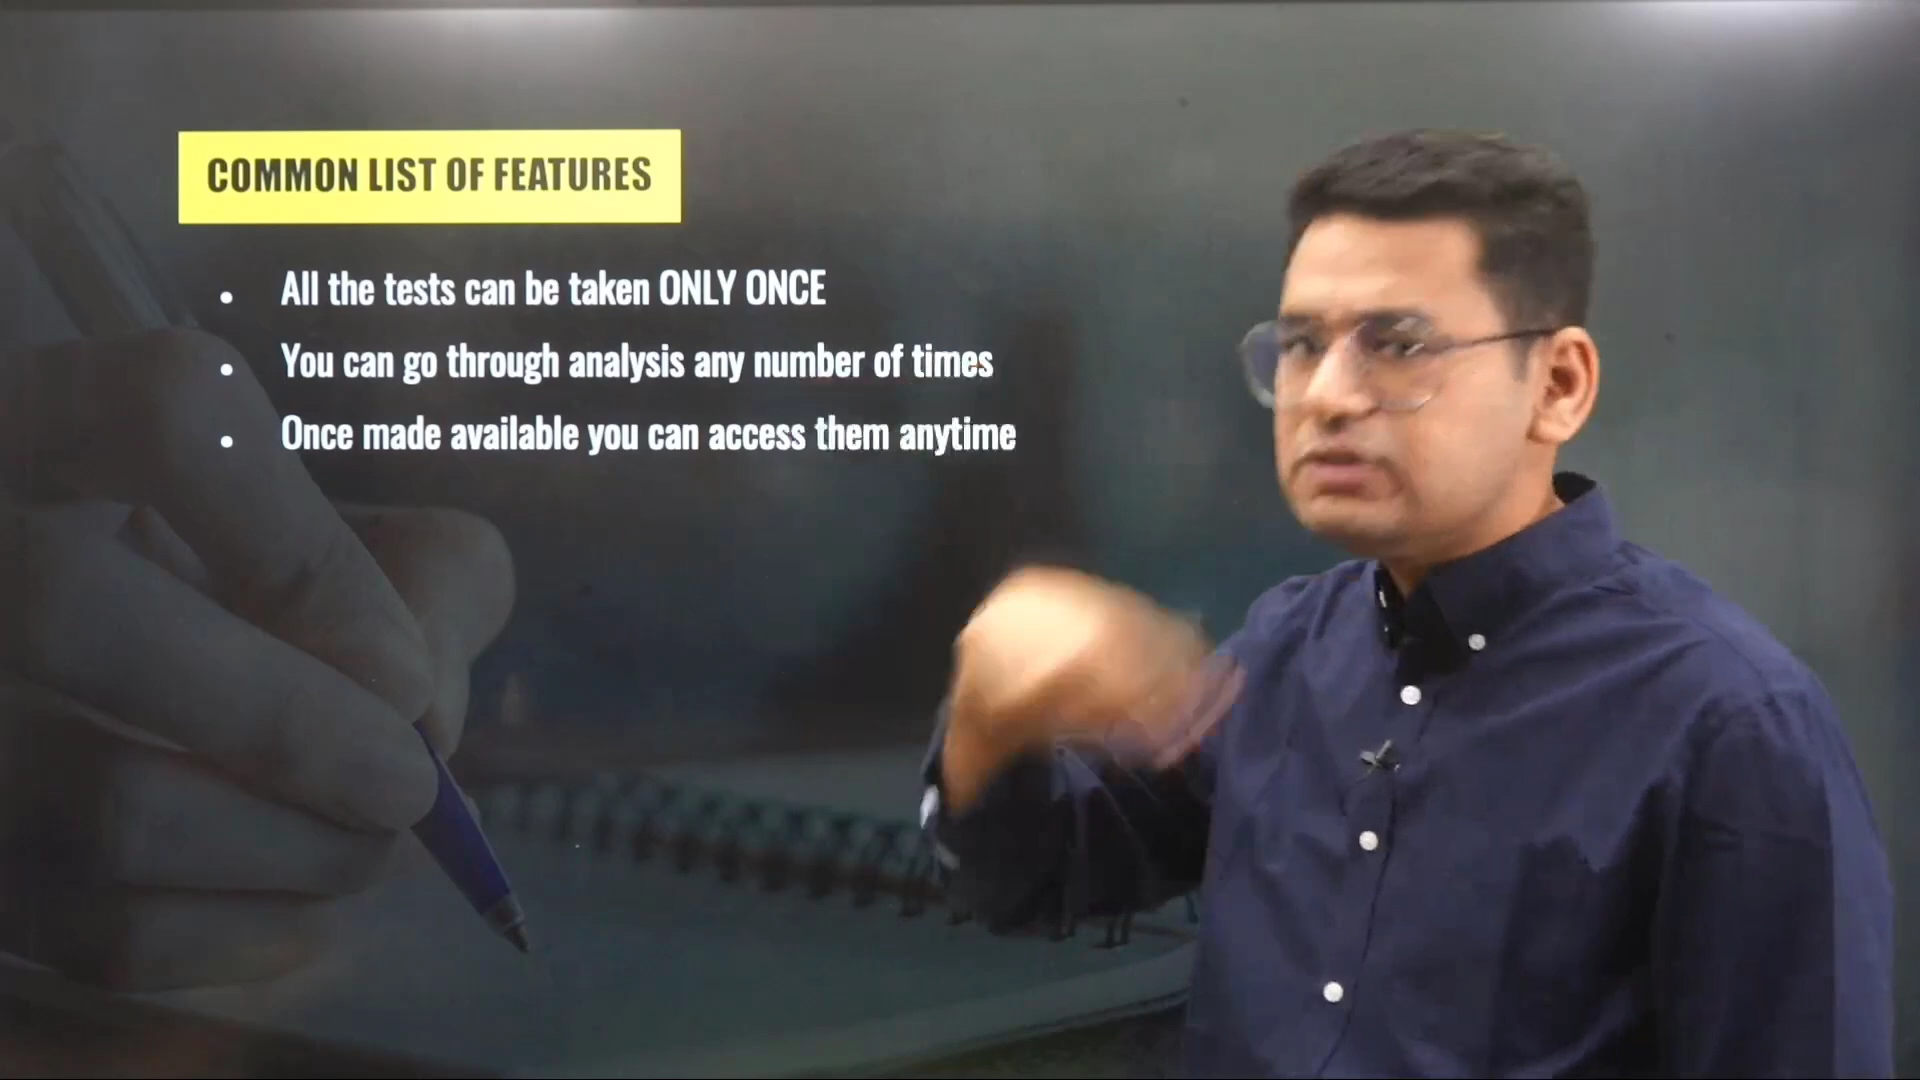 COMMON LIST OF FEATURES
All the tests can be taken ONLY ONCE
You can go through analysis any number of times
Once made available you can access them anytime